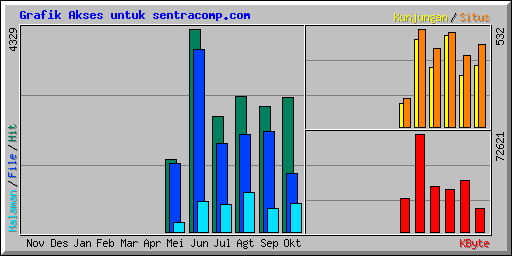 Grafik Akses untuk sentracomp.com
Kunjungan / Situs
4329
532
Halaman / File / Hit
72621
Nov Des Jan Feb Mar Apr Mei Jun Jul Agt Sep Okt
KByte